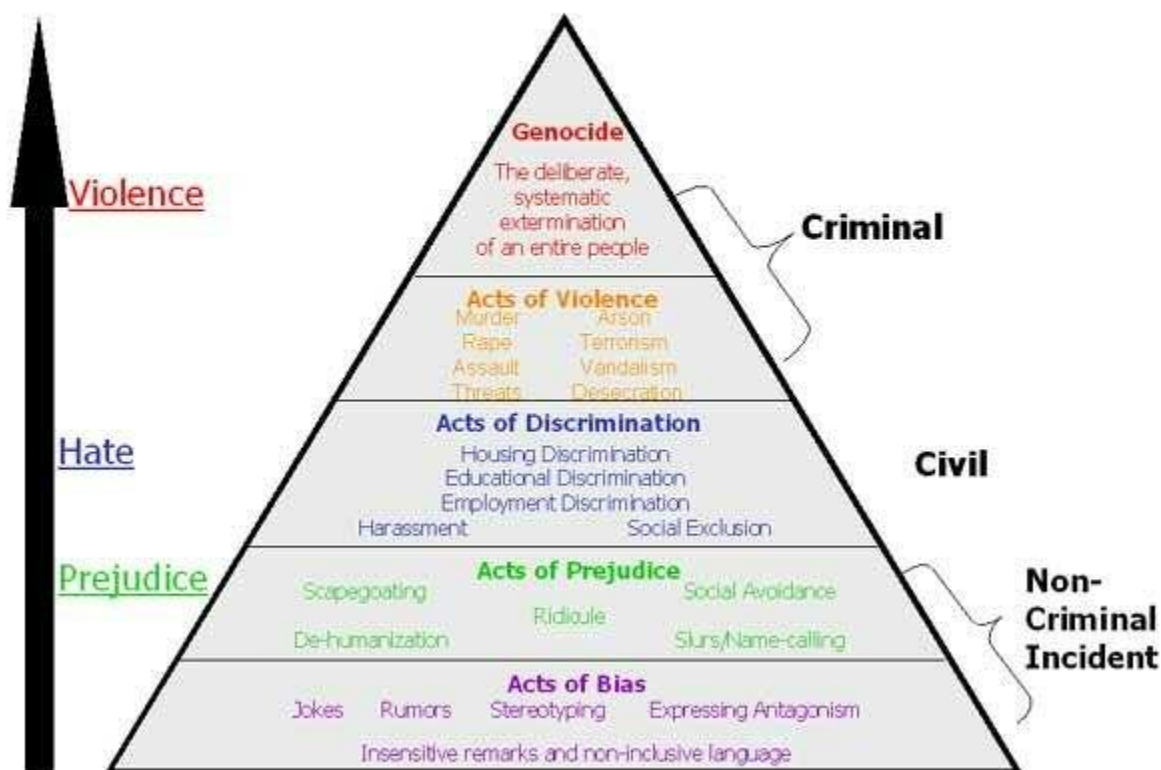 Genocide
The deliberate,
systematic
extermination
of an entire people
Violence
Criminal
Acts of Violence
Murder Arson
Rape Terrorism
Assault Vandalism
Threats Desecration
Acts of Discrimination
Housing Discrimination
Educational Discrimination
Employment Discrimination
Harassment Social Exclusion
Hate
Civil
Prejudice
Acts of Prejudice
Scapegoating Social Avoidance
Ridicule
De-humanization Slurs/Name-calling
Non-
Criminal
Incident
Acts of Bias
Jokes Rumors Stereotyping Expressing Antagonism
Insensitive remarks and non-inclusive language